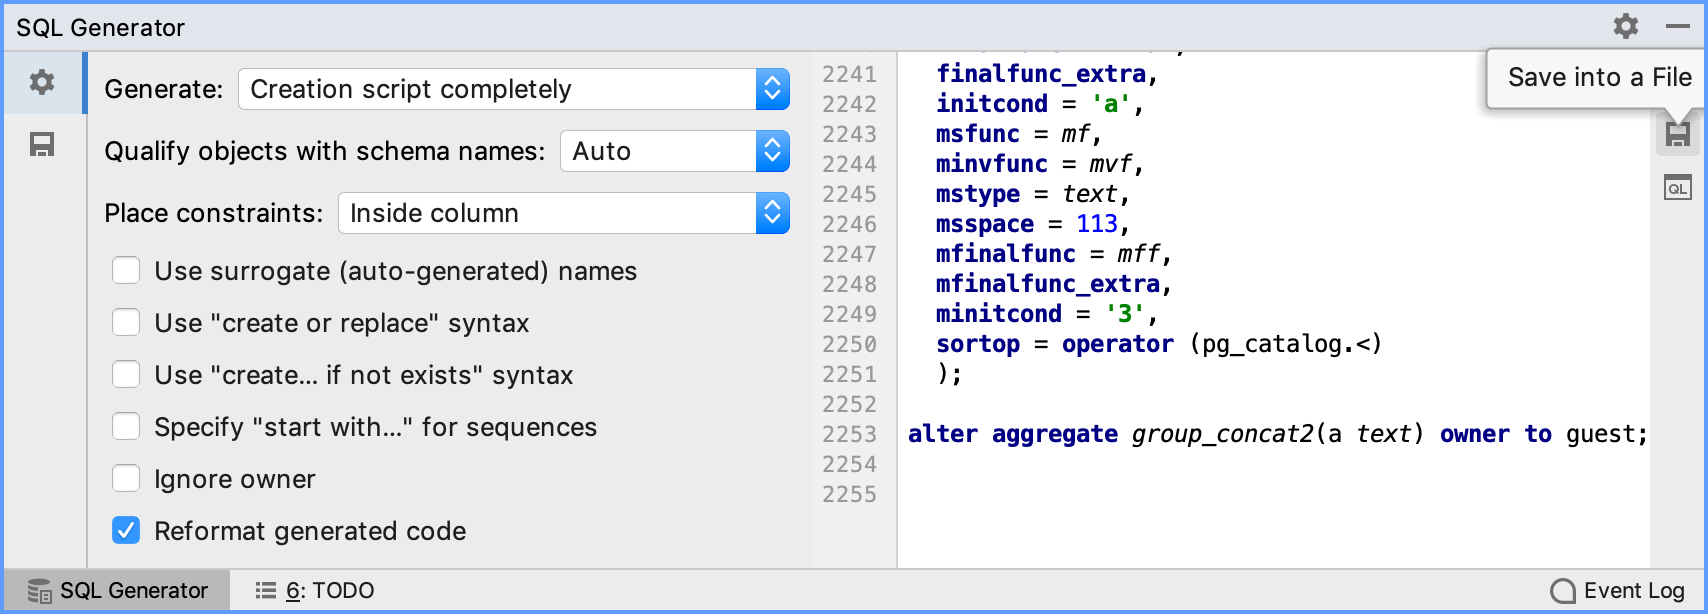 SQL Generator
Generate: Creation script completely
Qualify objects with schema names: Auto
Place constraints: Inside column
Use surrogate (auto-generated) names
Use "create or replace" syntax
Use "create... if not exists" syntax
Specify "start with..." for sequences
Ignore owner
Reformat generated code
2241 finalfunc_extra,
2242 initcond = 'a',
2243 msfunc = mf,
2244 minvfunc = mvf,
2245 mstype = text,
2246 msspace = 113,
2247 mfinalfunc = mff,
2248 mfinalfunc_extra,
2249 minitcond = '3',
2250 sortop = operator (pg_catalog.<)
2251 );
2252
2253 alter aggregate group_concat2(a text) owner to guest;
2254
2255
Save into a File
QL
SQL Generator
6: TODO
Event Log